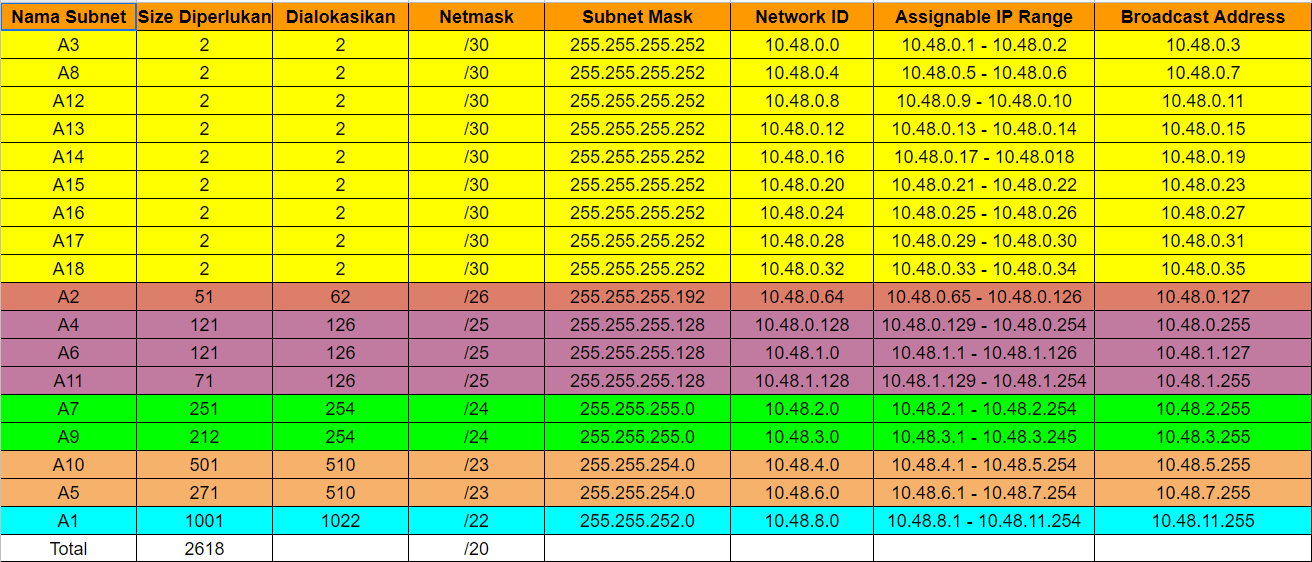 Nama Subnet Size Diperlukan Dialokasikan Netmask Subnet Mask Network ID Assignable IP Range Broadcast Address
A3 2 2 /30 255.255.255.252 10.48.0.0 10.48.0.1 - 10.48.0.2 10.48.0.3
A8 2 2 /30 255.255.255.252 10.48.0.4 10.48.0.5 - 10.48.0.6 10.48.0.7
A12 2 2 /30 255.255.255.252 10.48.0.8 10.48.0.9 - 10.48.0.10 10.48.0.11
A13 2 2 /30 255.255.255.252 10.48.0.12 10.48.0.13 - 10.48.0.14 10.48.0.15
A14 2 2 /30 255.255.255.252 10.48.0.16 10.48.0.17 - 10.48.018 10.48.0.19
A15 2 2 /30 255.255.255.252 10.48.0.20 10.48.0.21 - 10.48.0.22 10.48.0.23
A16 2 2 /30 255.255.255.252 10.48.0.24 10.48.0.25 - 10.48.0.26 10.48.0.27
A17 2 2 /30 255.255.255.252 10.48.0.28 10.48.0.29 - 10.48.0.30 10.48.0.31
A18 2 2 /30 255.255.255.252 10.48.0.32 10.48.0.33 - 10.48.0.34 10.48.0.35
A2 51 62 /26 255.255.255.192 10.48.0.64 10.48.0.65 - 10.48.0.126 10.48.0.127
A4 121 126 /25 255.255.255.128 10.48.0.128 10.48.0.129 - 10.48.0.254 10.48.0.255
A6 121 126 /25 255.255.255.128 10.48.1.0 10.48.1.1 - 10.48.1.126 10.48.1.127
A11 71 126 /25 255.255.255.128 10.48.1.128 10.48.1.129 - 10.48.1.254 10.48.1.255
A7 251 254 /24 255.255.255.0 10.48.2.0 10.48.2.1 - 10.48.2.254 10.48.2.255
A9 212 254 /24 255.255.255.0 10.48.3.0 10.48.3.1 - 10.48.3.245 10.48.3.255
A10 501 510 /23 255.255.254.0 10.48.4.0 10.48.4.1 - 10.48.5.254 10.48.5.255
A5 271 510 /23 255.255.254.0 10.48.6.0 10.48.6.1 - 10.48.7.254 10.48.7.255
A1 1001 1022 /22 255.255.252.0 10.48.8.0 10.48.8.1 - 10.48.11.254 10.48.11.255
Total 2618 /20